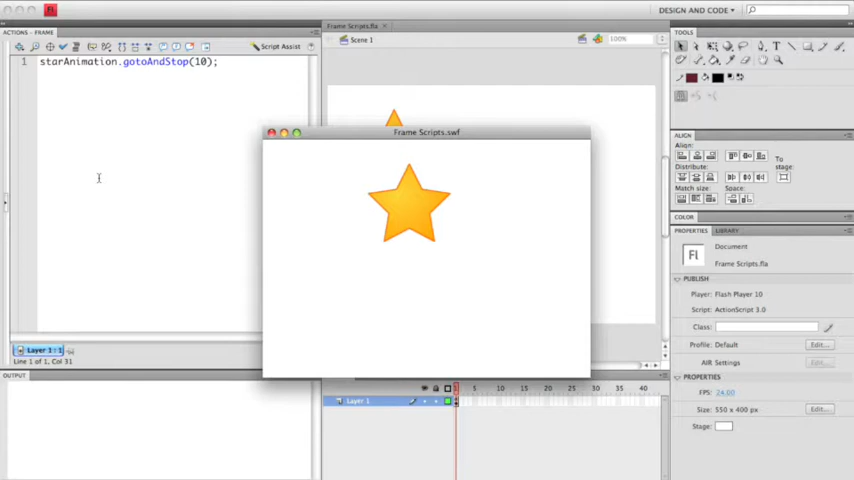 Fl
DESIGN AND CODE
ACTIONS - FRAME
Frame Scripts.fla
TOOLS
Script Assist
Scene 1
100%
1 starAnimation.gotoAndStop(10);
Frame Scripts.swf
ALIGN
Align:
To stage:
Distribute:
Match size:
Space:
COLOR
PROPERTIES
LIBRARY
Fl
Document
Frame Scripts.fla
PUBLISH
Player: Flash Player 10
Script: ActionScript 3.0
Class:
Profile: Default
Edit...
AIR Settings
Edit...
PROPERTIES
FPS: 24.00
Size: 550 x 400 px
Edit...
Stage:
Layer 1 : 1
Line 1 of 1, Col 31
OUTPUT
5 10 15 20 25 30 35 40
Layer 1